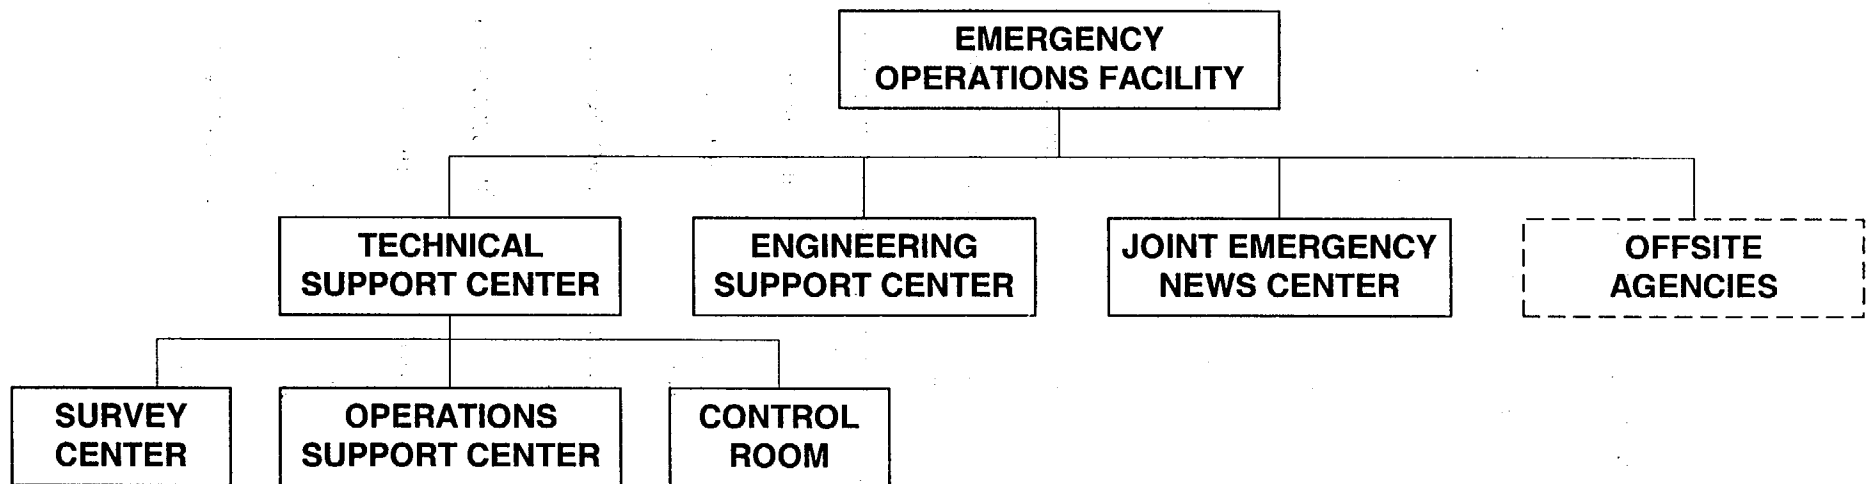 EMERGENCY
OPERATIONS FACILITY
TECHNICAL
SUPPORT CENTER
ENGINEERING
SUPPORT CENTER
JOINT EMERGENCY
NEWS CENTER
OFFSITE
AGENCIES
SURVEY
CENTER
OPERATIONS
SUPPORT CENTER
CONTROL
ROOM